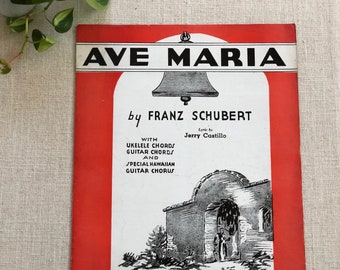 AVE MARIA
by FRANZ SCHUBERT
Lyric by
Jerry Castillo
WITH
UKELELE CHORDS
GUITAR CHORDS
AND
SPECIAL HAWAIIAN
GUITAR CHORUS